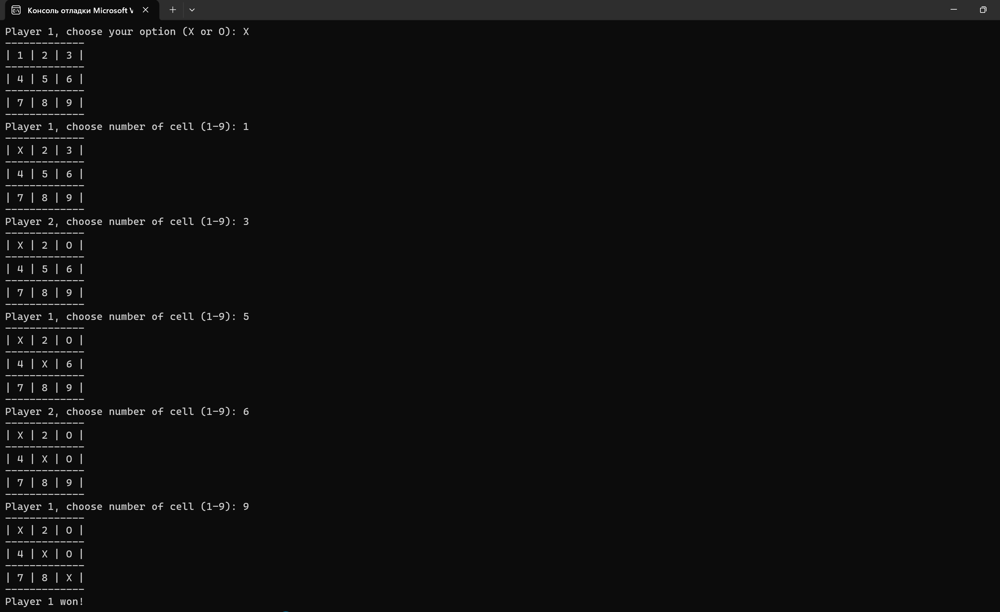 Консоль отладки Microsoft V
Player 1, choose your option (X or O): X
-------------
| 1 | 2 | 3 |
-------------
| 4 | 5 | 6 |
-------------
| 7 | 8 | 9 |
-------------
Player 1, choose number of cell (1-9): 1
-------------
| X | 2 | 3 |
-------------
| 4 | 5 | 6 |
-------------
| 7 | 8 | 9 |
-------------
Player 2, choose number of cell (1-9): 3
-------------
| X | 2 | O |
-------------
| 4 | 5 | 6 |
-------------
| 7 | 8 | 9 |
-------------
Player 1, choose number of cell (1-9): 5
-------------
| X | 2 | O |
-------------
| 4 | X | 6 |
-------------
| 7 | 8 | 9 |
-------------
Player 2, choose number of cell (1-9): 6
-------------
| X | 2 | O |
-------------
| 4 | X | O |
-------------
| 7 | 8 | 9 |
-------------
Player 1, choose number of cell (1-9): 9
-------------
| X | 2 | O |
-------------
| 4 | X | O |
-------------
| 7 | 8 | X |
-------------
Player 1 won!